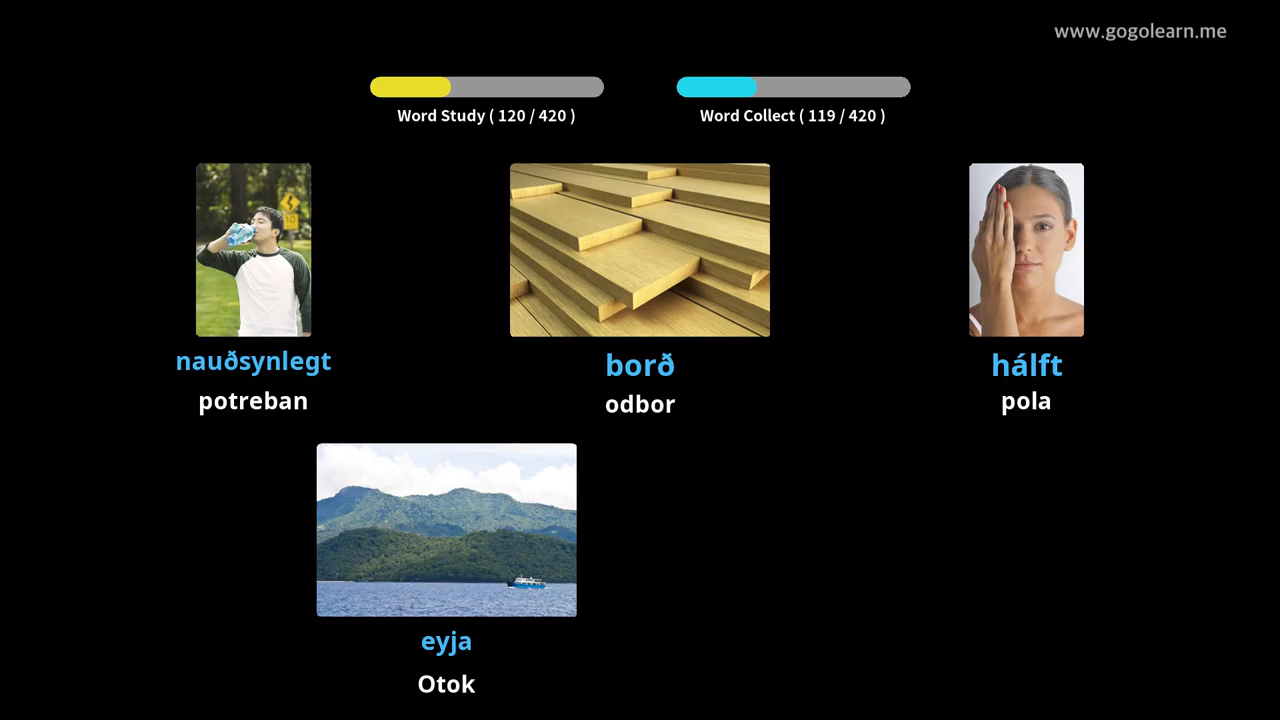 www.gogolearn.me
Word Study ( 120 / 420 )
Word Collect ( 119 / 420 )
nauðsynlegt
potreban
borð
odbor
hálft
pola
eyja
Otok